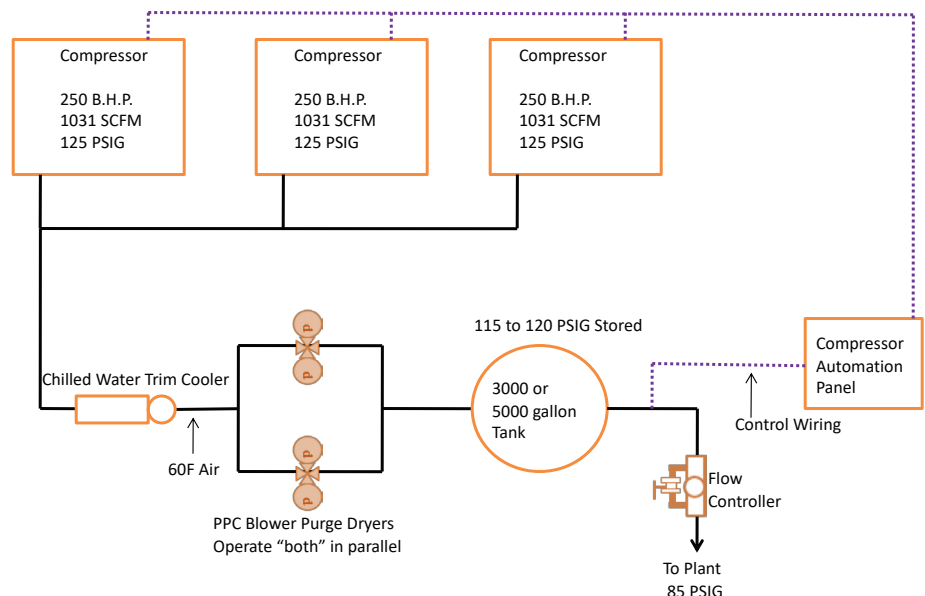 Compressor
250 B.H.P.
1031 SCFM
125 PSIG
Compressor
250 B.H.P.
1031 SCFM
125 PSIG
Compressor
250 B.H.P.
1031 SCFM
125 PSIG
115 to 120 PSIG Stored
Compressor
Automation
Panel
Chilled Water Trim Cooler
P
P
3000 or
5000 gallon
Tank
Control Wiring
60F Air
P
P
Flow
Controller
PPC Blower Purge Dryers
Operate “both” in parallel
To Plant
85 PSIG